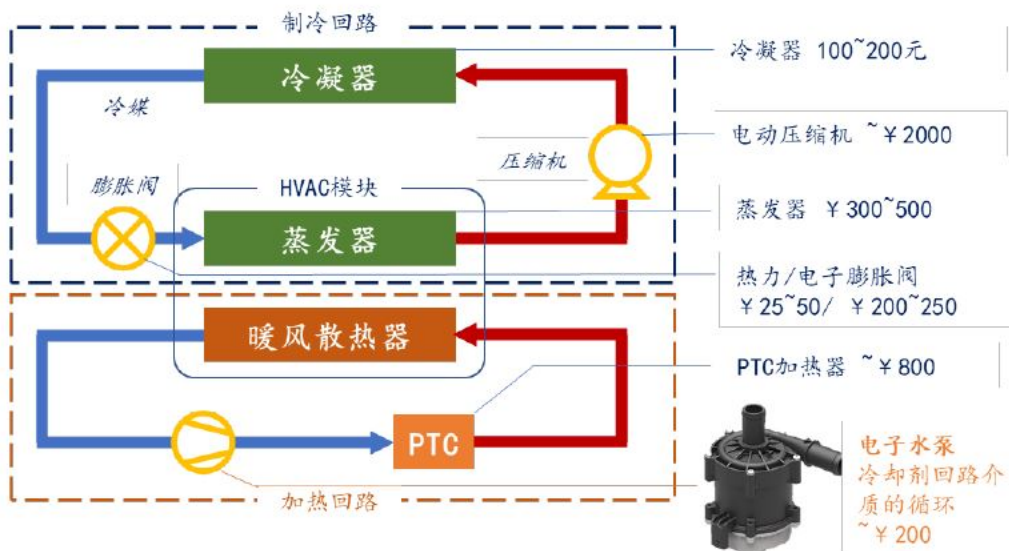 制冷回路
冷凝器
冷凝器 100~200元
冷媒
电动压缩机 ~¥2000
压缩机
膨胀阀
HVAC模块
蒸发器
蒸发器 ¥300~500
热力/电子膨胀阀
¥25~50/ ¥200~250
暖风散热器
PTC加热器 ~¥800
PTC
电子水泵
冷却剂回路介
质的循环
~¥200
加热回路